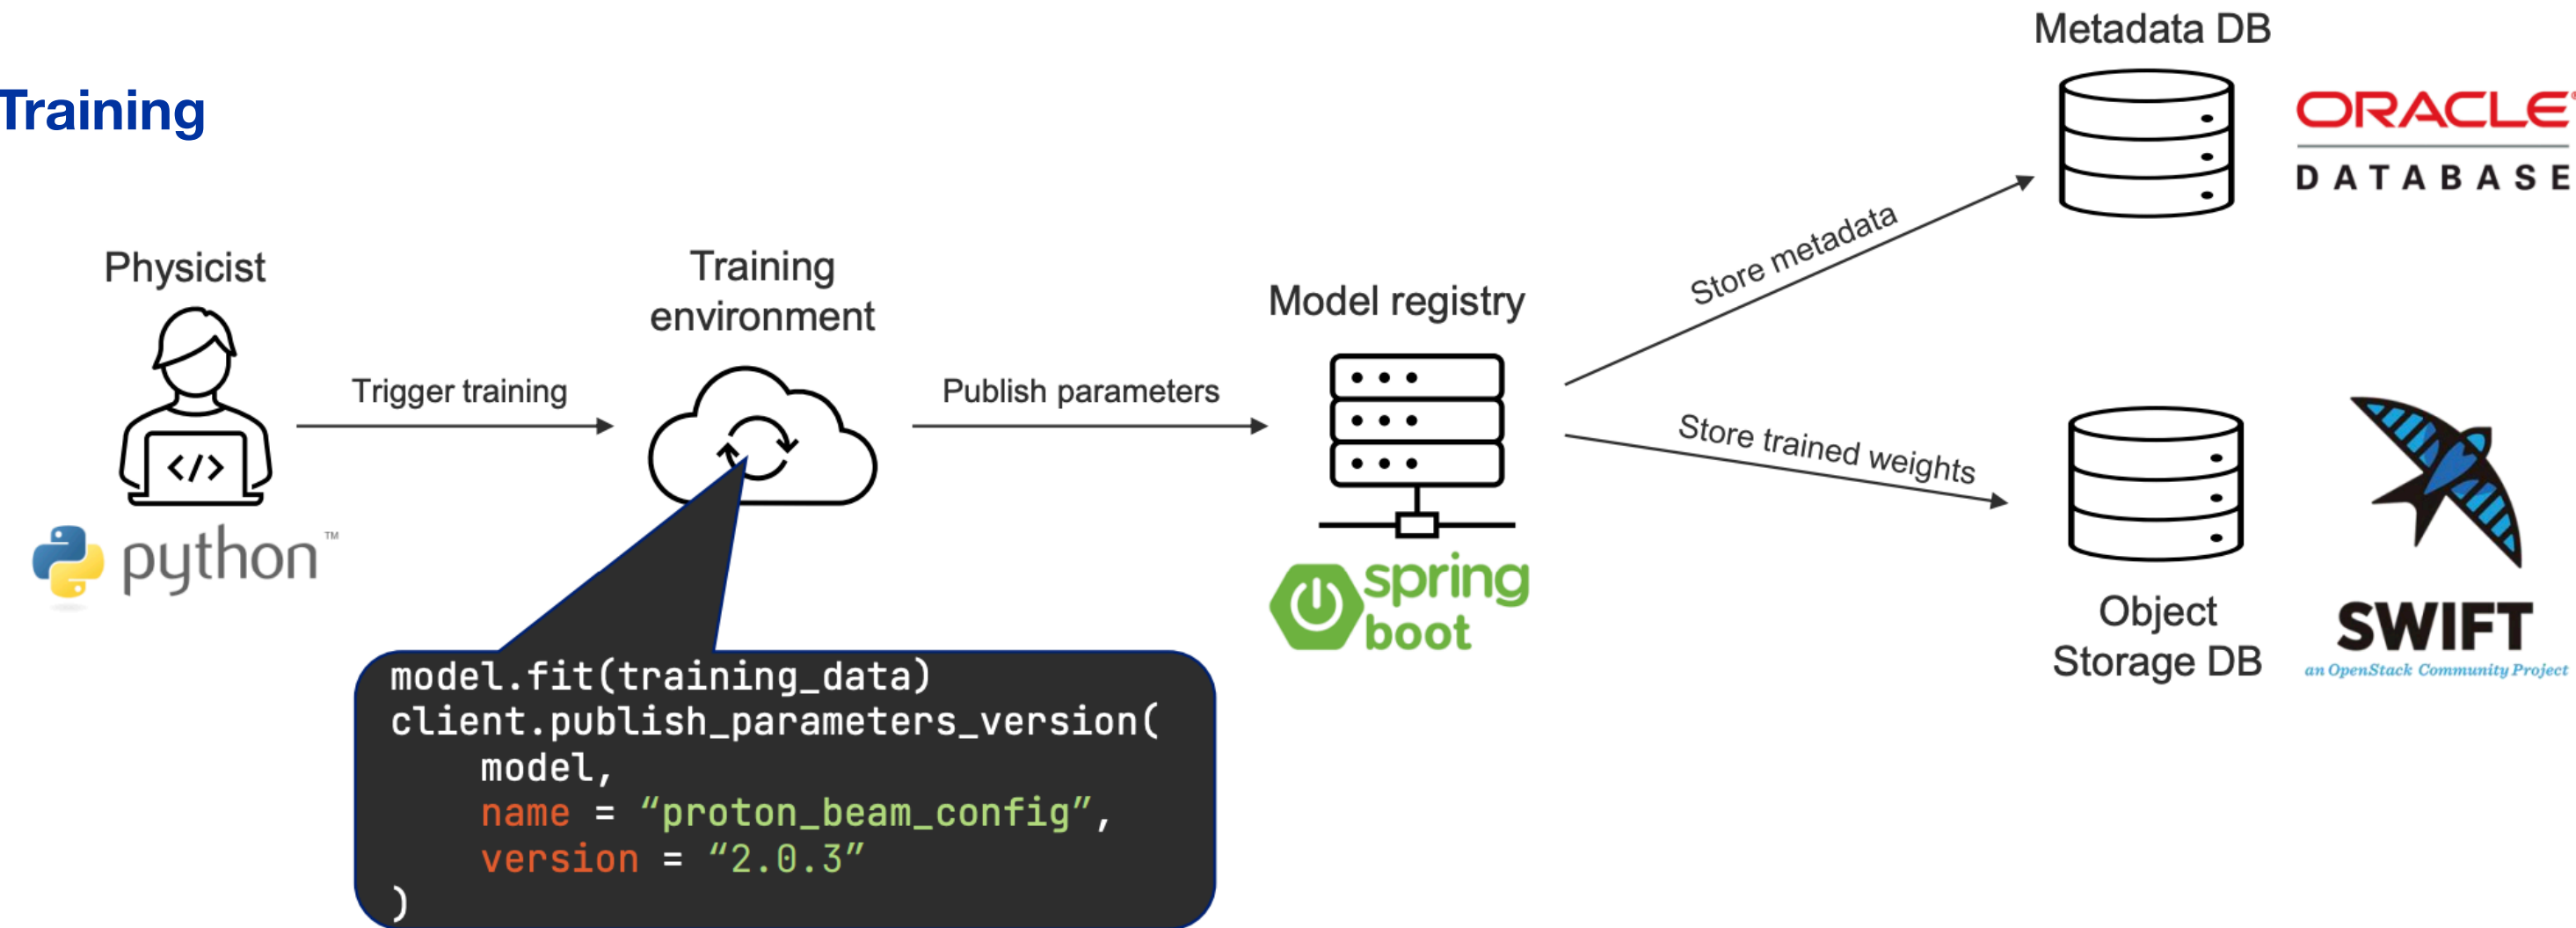 Training
Physicist
Trigger training
python™
Training
environment
Publish parameters
Model registry
spring
boot
Store metadata
Store trained weights
Metadata DB
ORACLE®
DATABASE
Object
Storage DB
SWIFT
an OpenStack Community Project
</>
model.fit(training_data)
client.publish_parameters_version(
    model,
    name = “proton_beam_config”,
    version = “2.0.3”
)